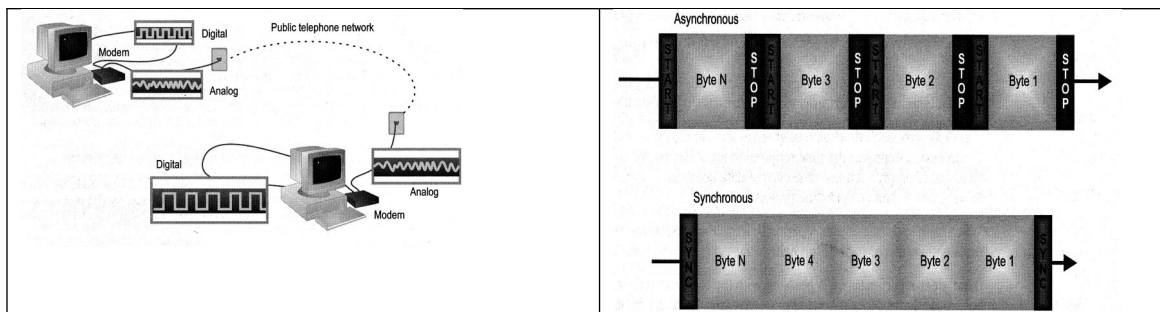 Public telephone network
Digital
Modem
Analog
Digital
Analog
Modem
Asynchronous
START Byte N STOP START Byte 3 STOP START Byte 2 STOP START Byte 1 STOP
Synchronous
SYNC Byte N Byte 4 Byte 3 Byte 2 Byte 1 SYNC